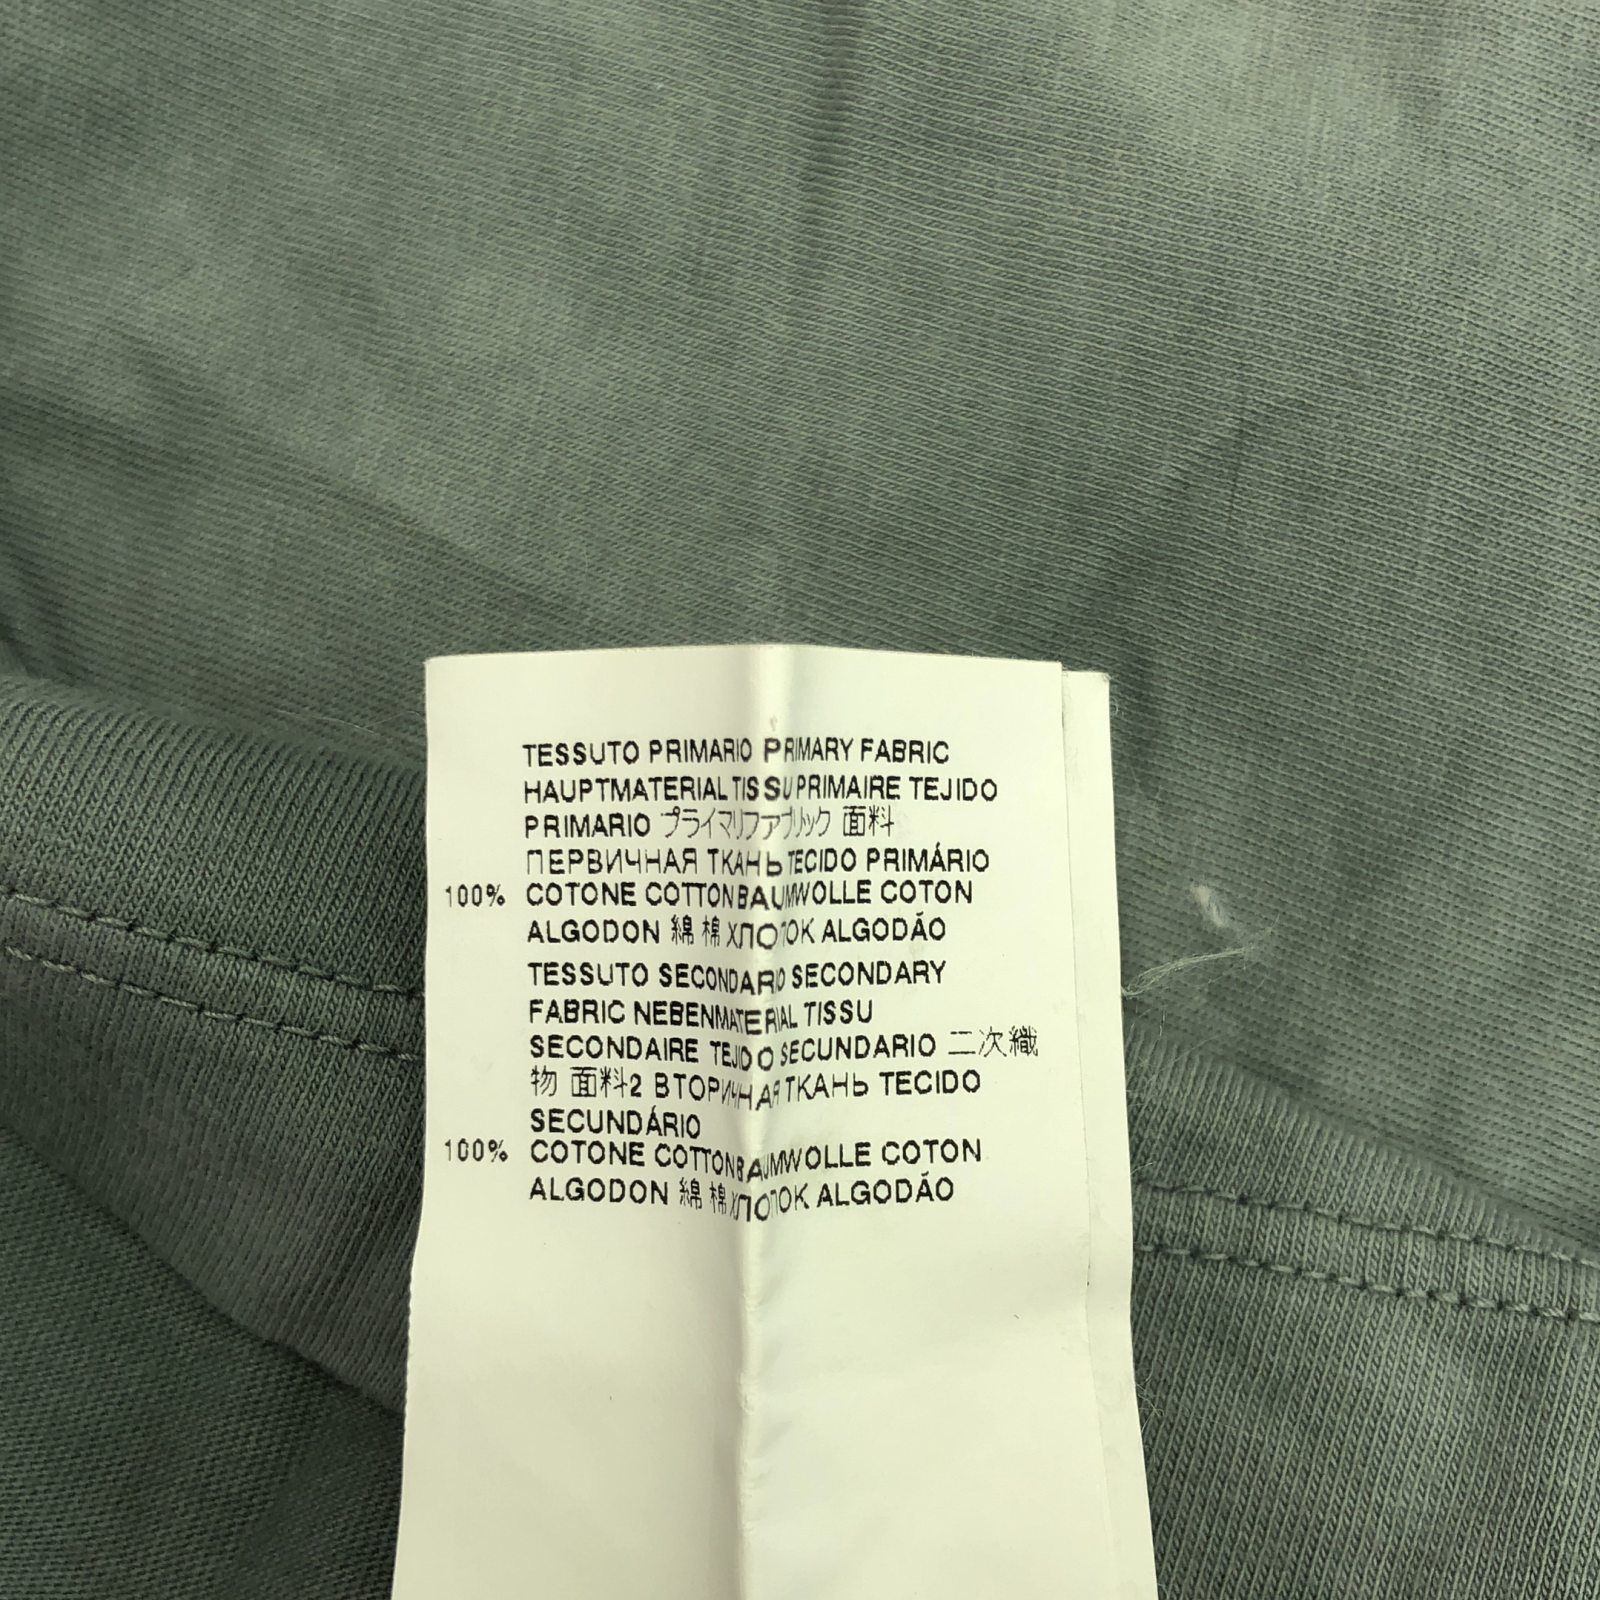 TESSUTO PRIMARIO PRIMARY FABRIC
HAUPTMATERIAL TISSU PRIMAIRE TEJIDO
PRIMARIO プライマリファブリック 面料
ПЕРВИЧНАЯ ТКАНЬ TECIDO PRIMÁRIO
100% COTONE COTTON BAUMWOLLE COTON
ALGODON 綿 棉 ХЛОПОК ALGODÃO
TESSUTO SECONDARIO SECONDARY
FABRIC NEBENMATERIAL TISSU
SECONDAIRE TEJIDO SECUNDARIO 二次織
物 面料2 ВТОРИЧНАЯ ТКАНЬ TECIDO
SECUNDÁRIO
100% COTONE COTTON BAUMWOLLE COTON
ALGODON 綿 棉 ХЛОПОК ALGODÃO